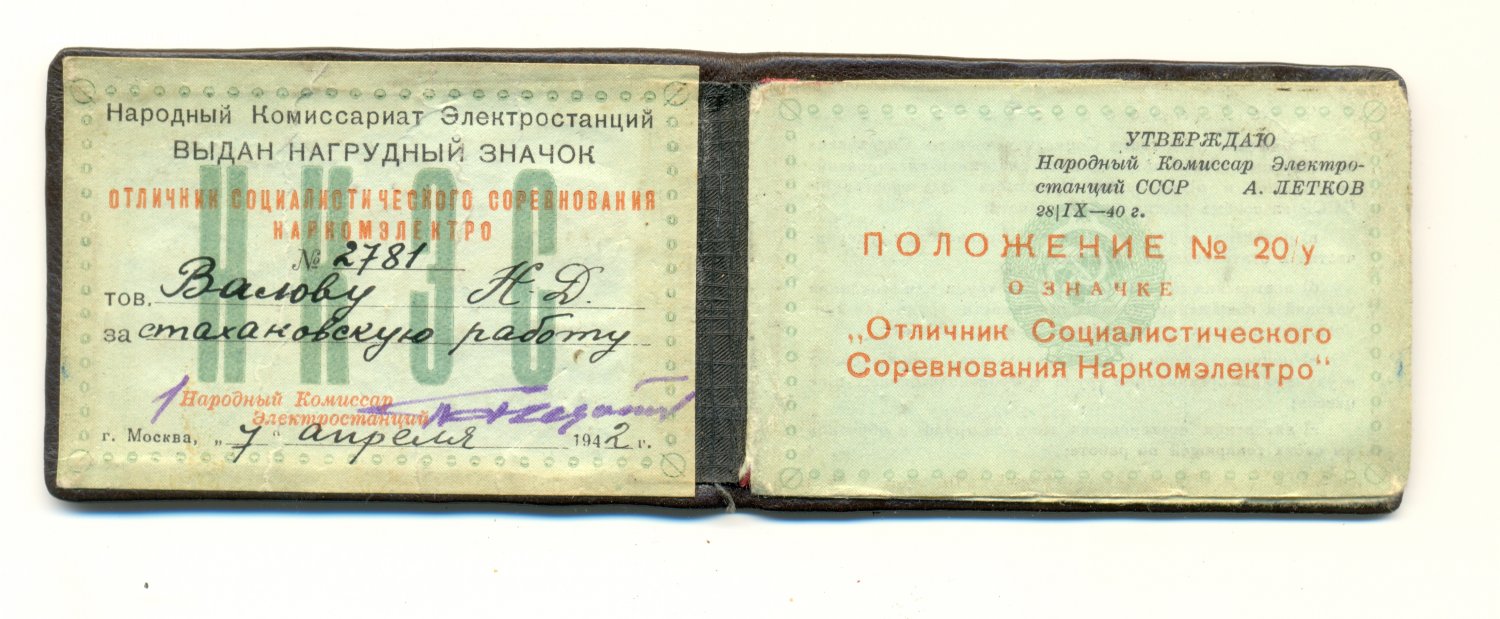 Народный Комиссариат Электростанций
ВЫДАН НАГРУДНЫЙ ЗНАЧОК
НКЭС
ОТЛИЧНИК СОЦИАЛИСТИЧЕСКОГО СОРЕВНОВАНИЯ
НАРКОМЭЛЕКТРО
№ 2781
тов. Валову Н. Д.
за стахановскую работу
Народный Комиссар
Электростанций
г. Москва, „7" апреля 1942 г.
УТВЕРЖДАЮ
Народный Комиссар Электро-
станций СССР А. ЛЕТКОВ
28|IX—40 г.
ПОЛОЖЕНИЕ № 20/у
О ЗНАЧКЕ
„Отличник Социалистического
Соревнования Наркомэлектро"